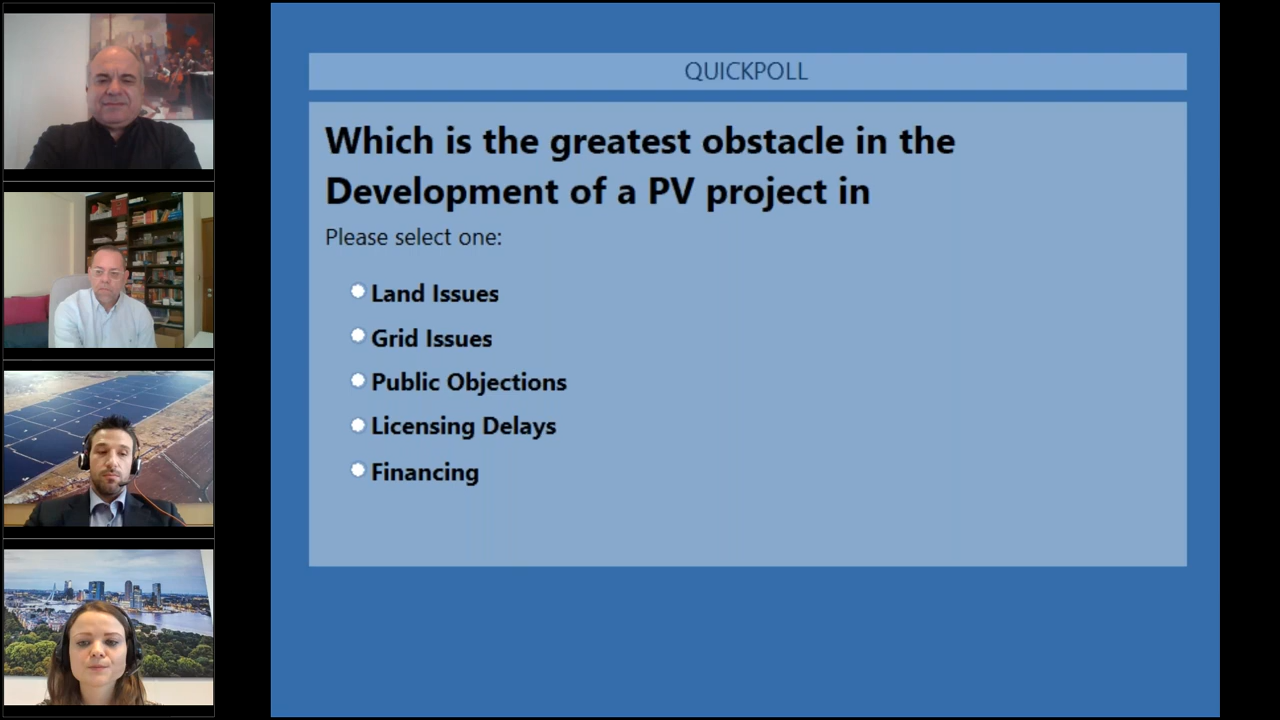 QUICKPOLL
Which is the greatest obstacle in the
Development of a PV project in
Please select one:
Land Issues
Grid Issues
Public Objections
Licensing Delays
Financing